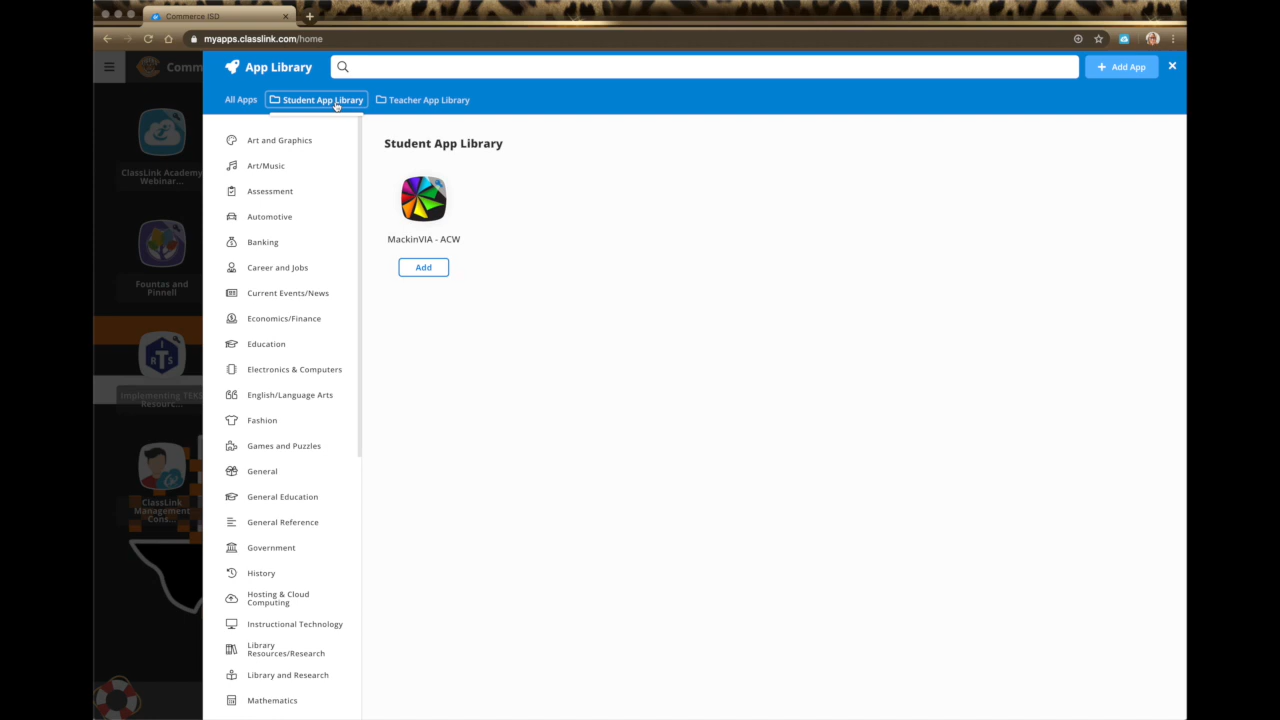 Commerce ISD
myapps.classlink.com/home
Comm
App Library
Add App
All Apps
Student App Library
Teacher App Library
ClassLink Academy
Webinar...
Fountas and
Pinnell
I
R
TS
Implementing TEKS
Resourc...
ClassLink
Management
Cons...
Art and Graphics
Art/Music
Assessment
Automotive
Banking
Career and Jobs
Current Events/News
Economics/Finance
Education
Electronics & Computers
English/Language Arts
Fashion
Games and Puzzles
General
General Education
General Reference
Government
History
Hosting & Cloud
Computing
Instructional Technology
Library
Resources/Research
Library and Research
Mathematics
Student App Library
MackinVIA - ACW
Add